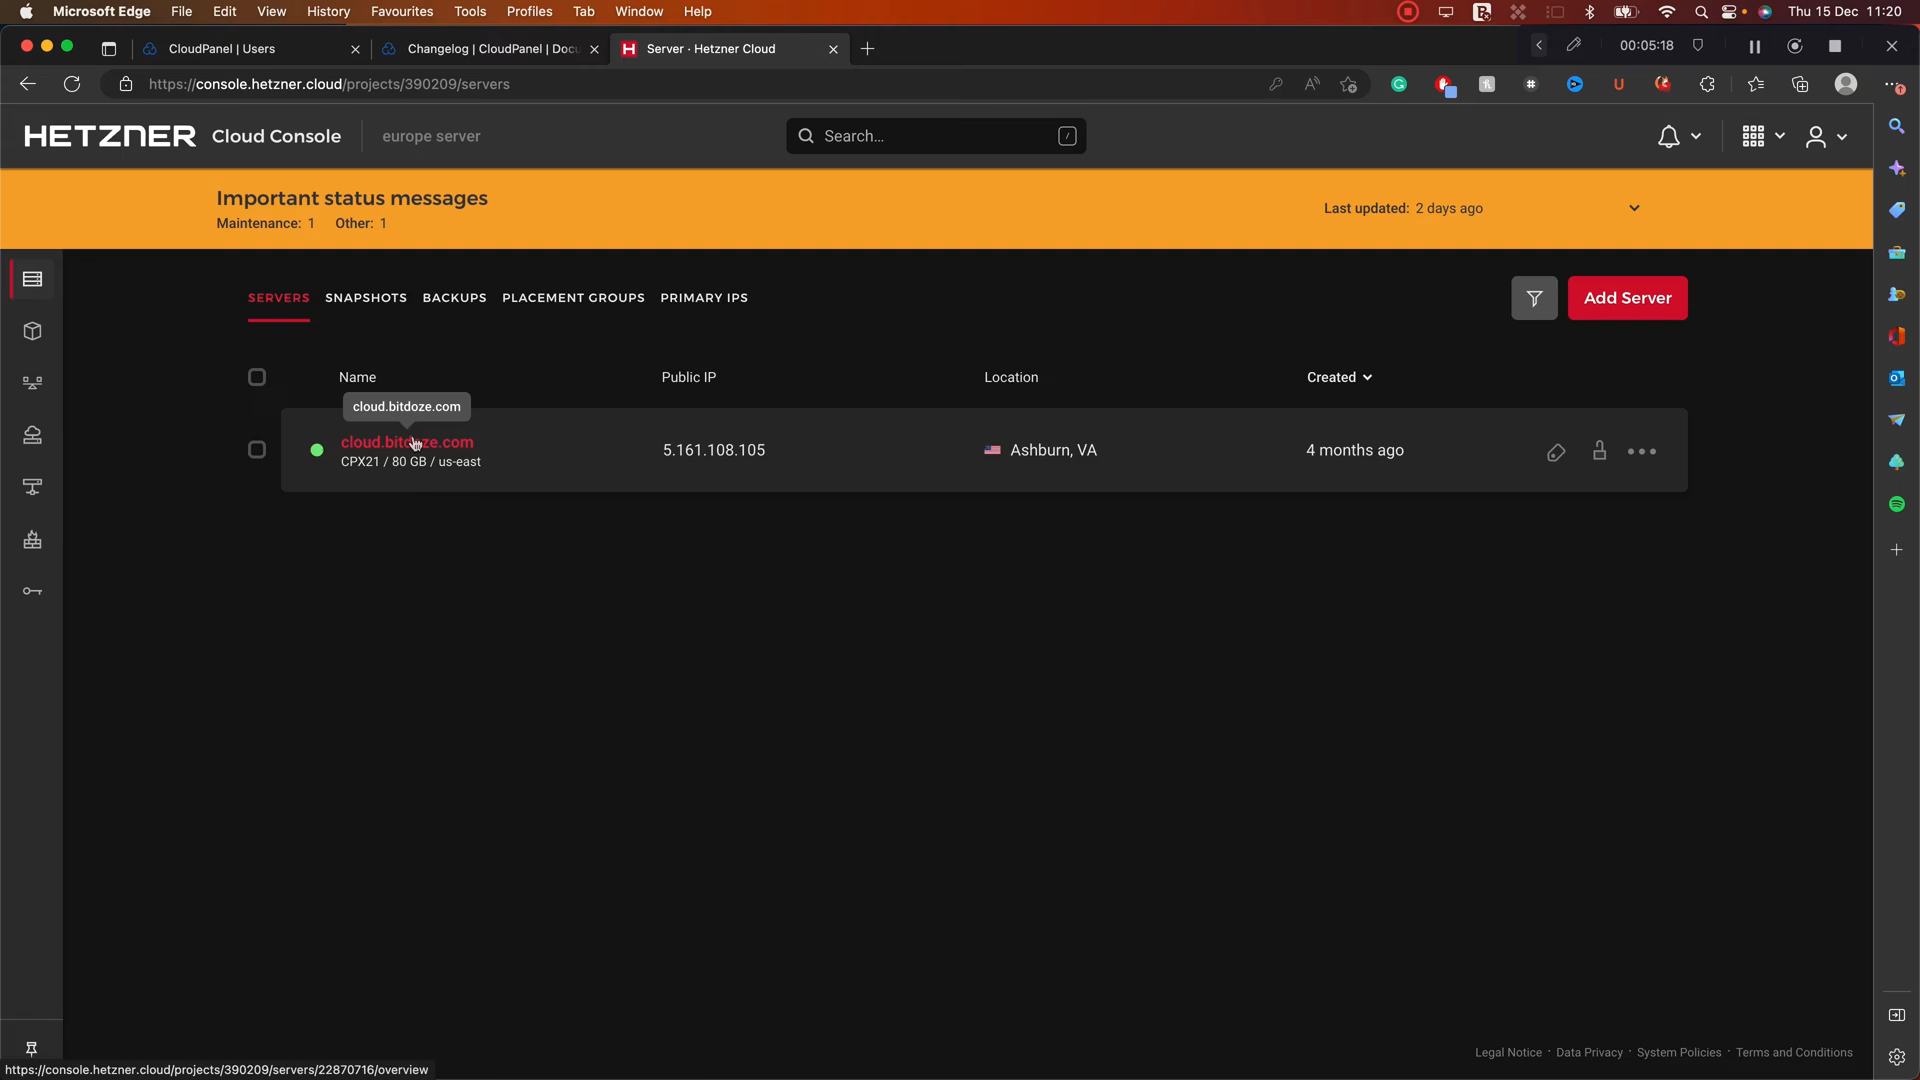 Microsoft Edge File Edit View History Favourites Tools Profiles Tab Window Help Thu 15 Dec 11:20
CloudPanel | Users Changelog | CloudPanel | Docu Server · Hetzner Cloud 00:05:18
https://console.hetzner.cloud/projects/390209/servers
HETZNER Cloud Console europe server Search... /
Important status messages
Maintenance: 1 Other: 1
Last updated: 2 days ago
SERVERS SNAPSHOTS BACKUPS PLACEMENT GROUPS PRIMARY IPS Add Server
Name Public IP Location Created
cloud.bitdoze.com
cloud.bitdoze.com
CPX21 / 80 GB / us-east
5.161.108.105 Ashburn, VA 4 months ago
Legal Notice · Data Privacy · System Policies · Terms and Conditions
https://console.hetzner.cloud/projects/390209/servers/22870716/overview